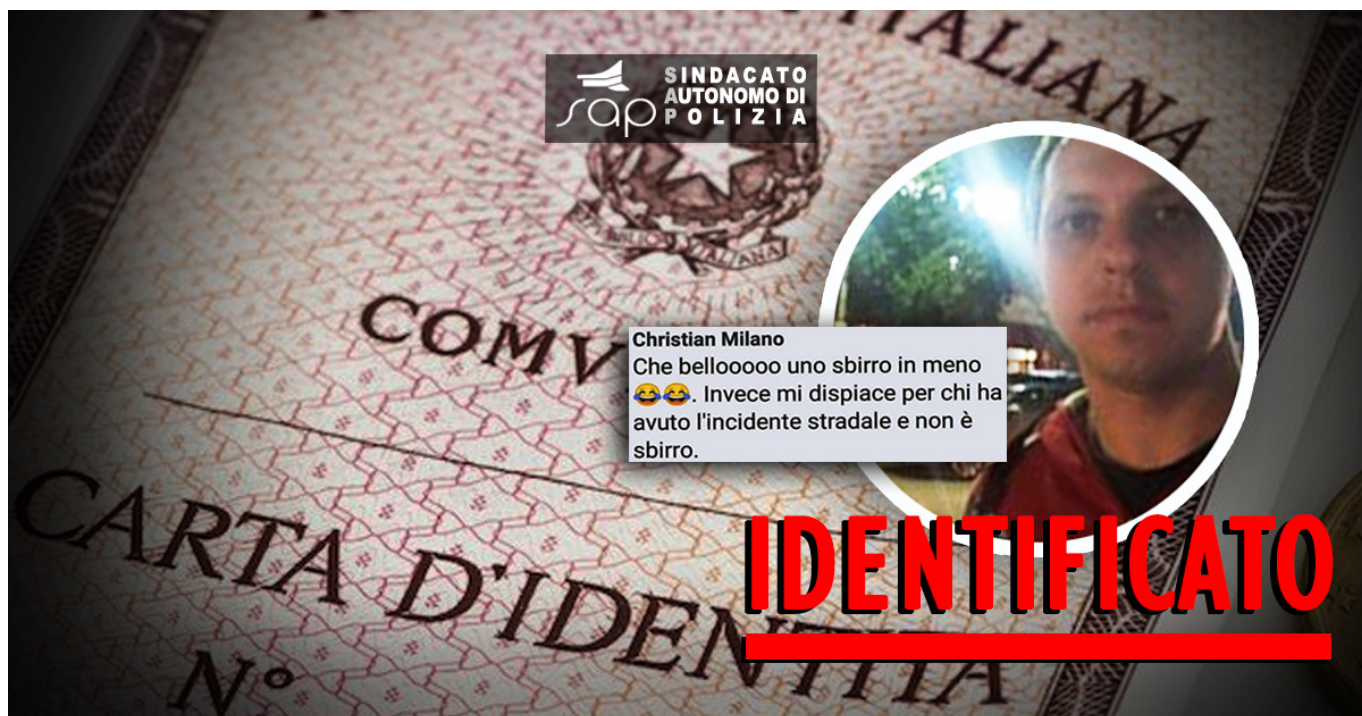 ITALIANA
SINDACATO
AUTONOMO DI
POLIZIA
sap
COMV
Christian Milano
Che bellooooo uno sbirro in meno
😂😂. Invece mi dispiace per chi ha
avuto l'incidente stradale e non è
sbirro.
CARTA D'IDENTITA
N°
IDENTIFICATO